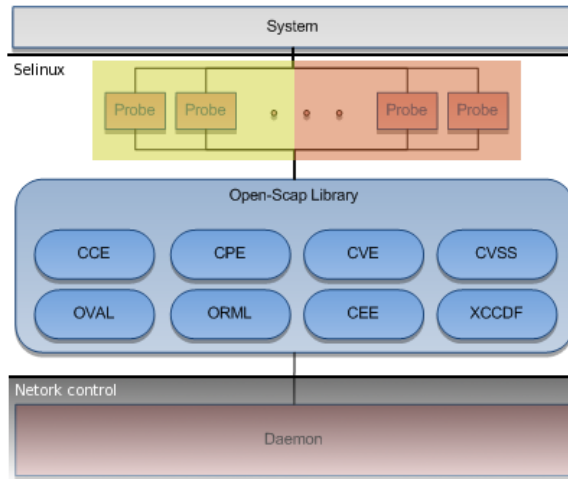 System
Selinux
Probe Probe Probe Probe
Open-Scap Library
CCE CPE CVE CVSS
OVAL ORML CEE XCCDF
Netork control
Daemon